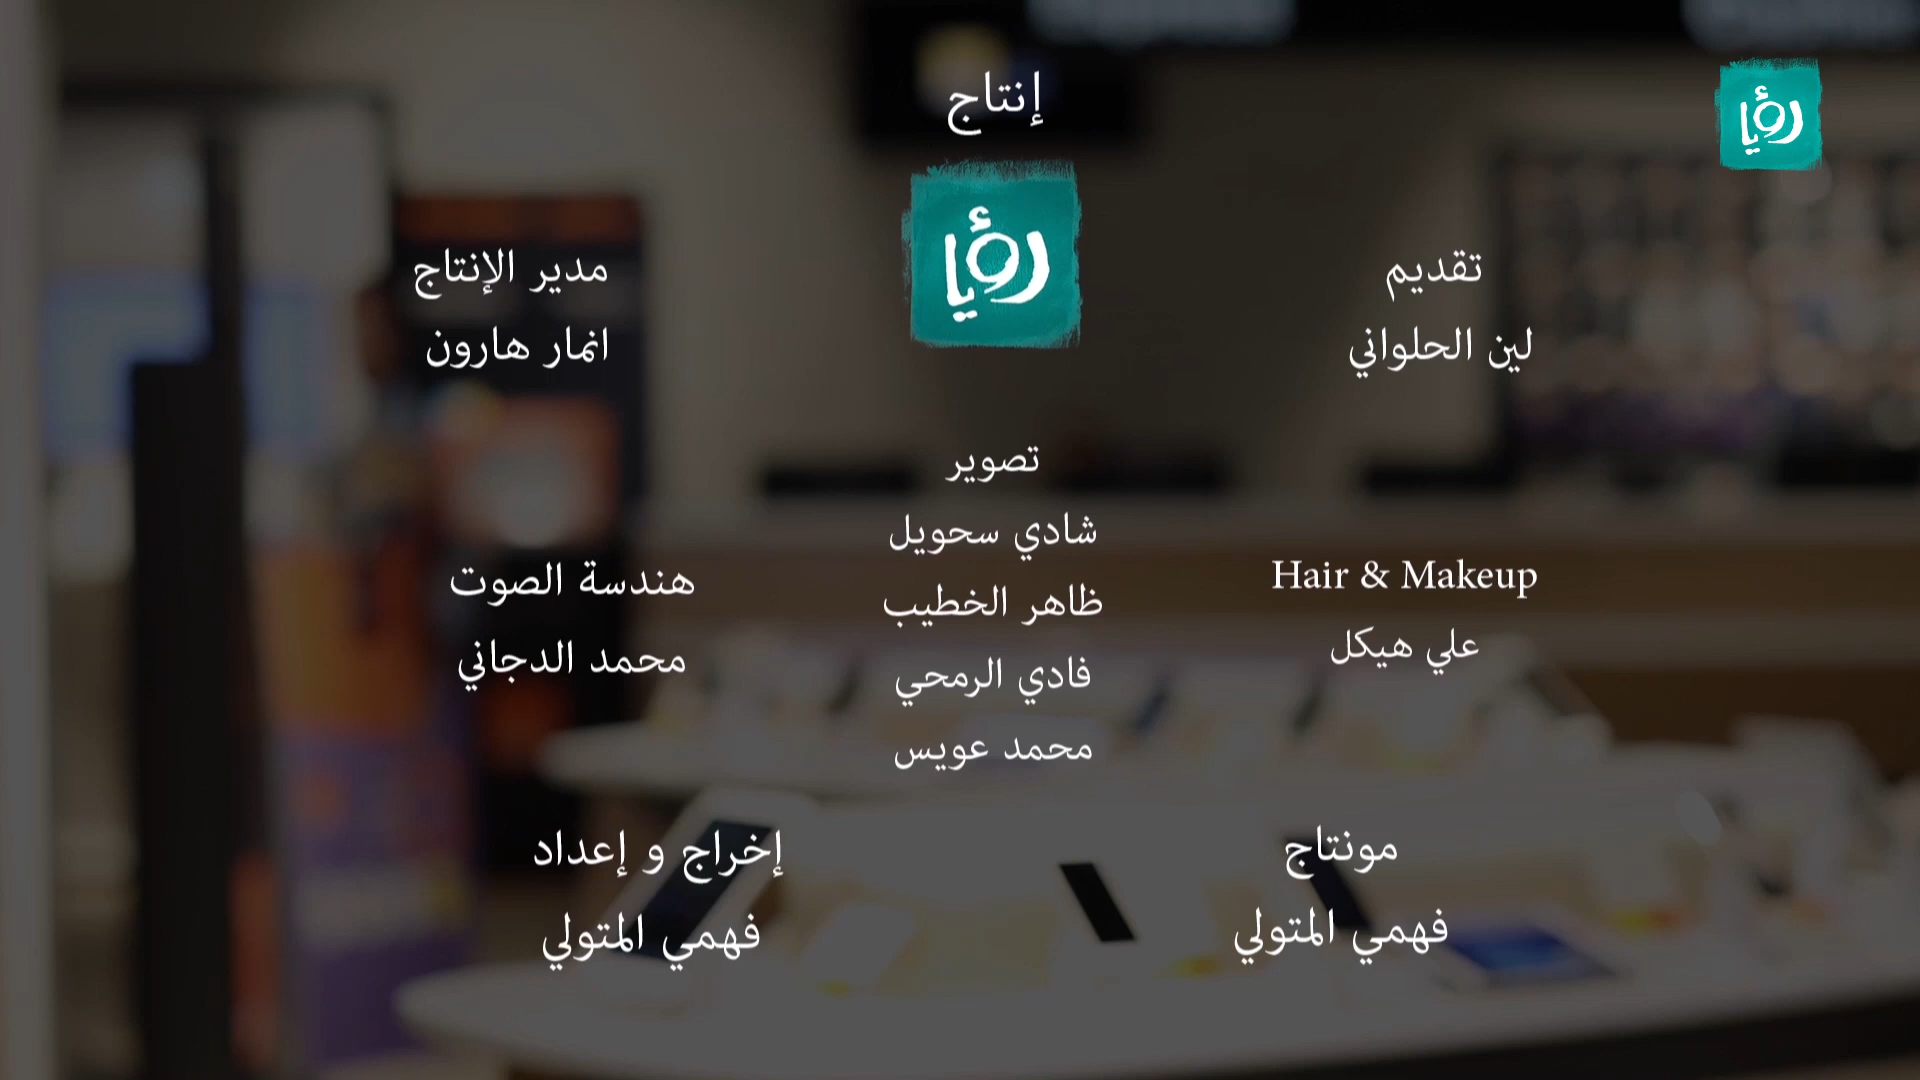 إنتاج
رؤيا
رؤيا
تقديم
لين الحلواني
مدير الإنتاج
انمار هارون
تصوير
شادي سحويل
ظاهر الخطيب
فادي الرمحي
محمد عويس
Hair & Makeup
علي هيكل
هندسة الصوت
محمد الدجاني
مونتاج
فهمي المتولي
إخراج و إعداد
فهمي المتولي